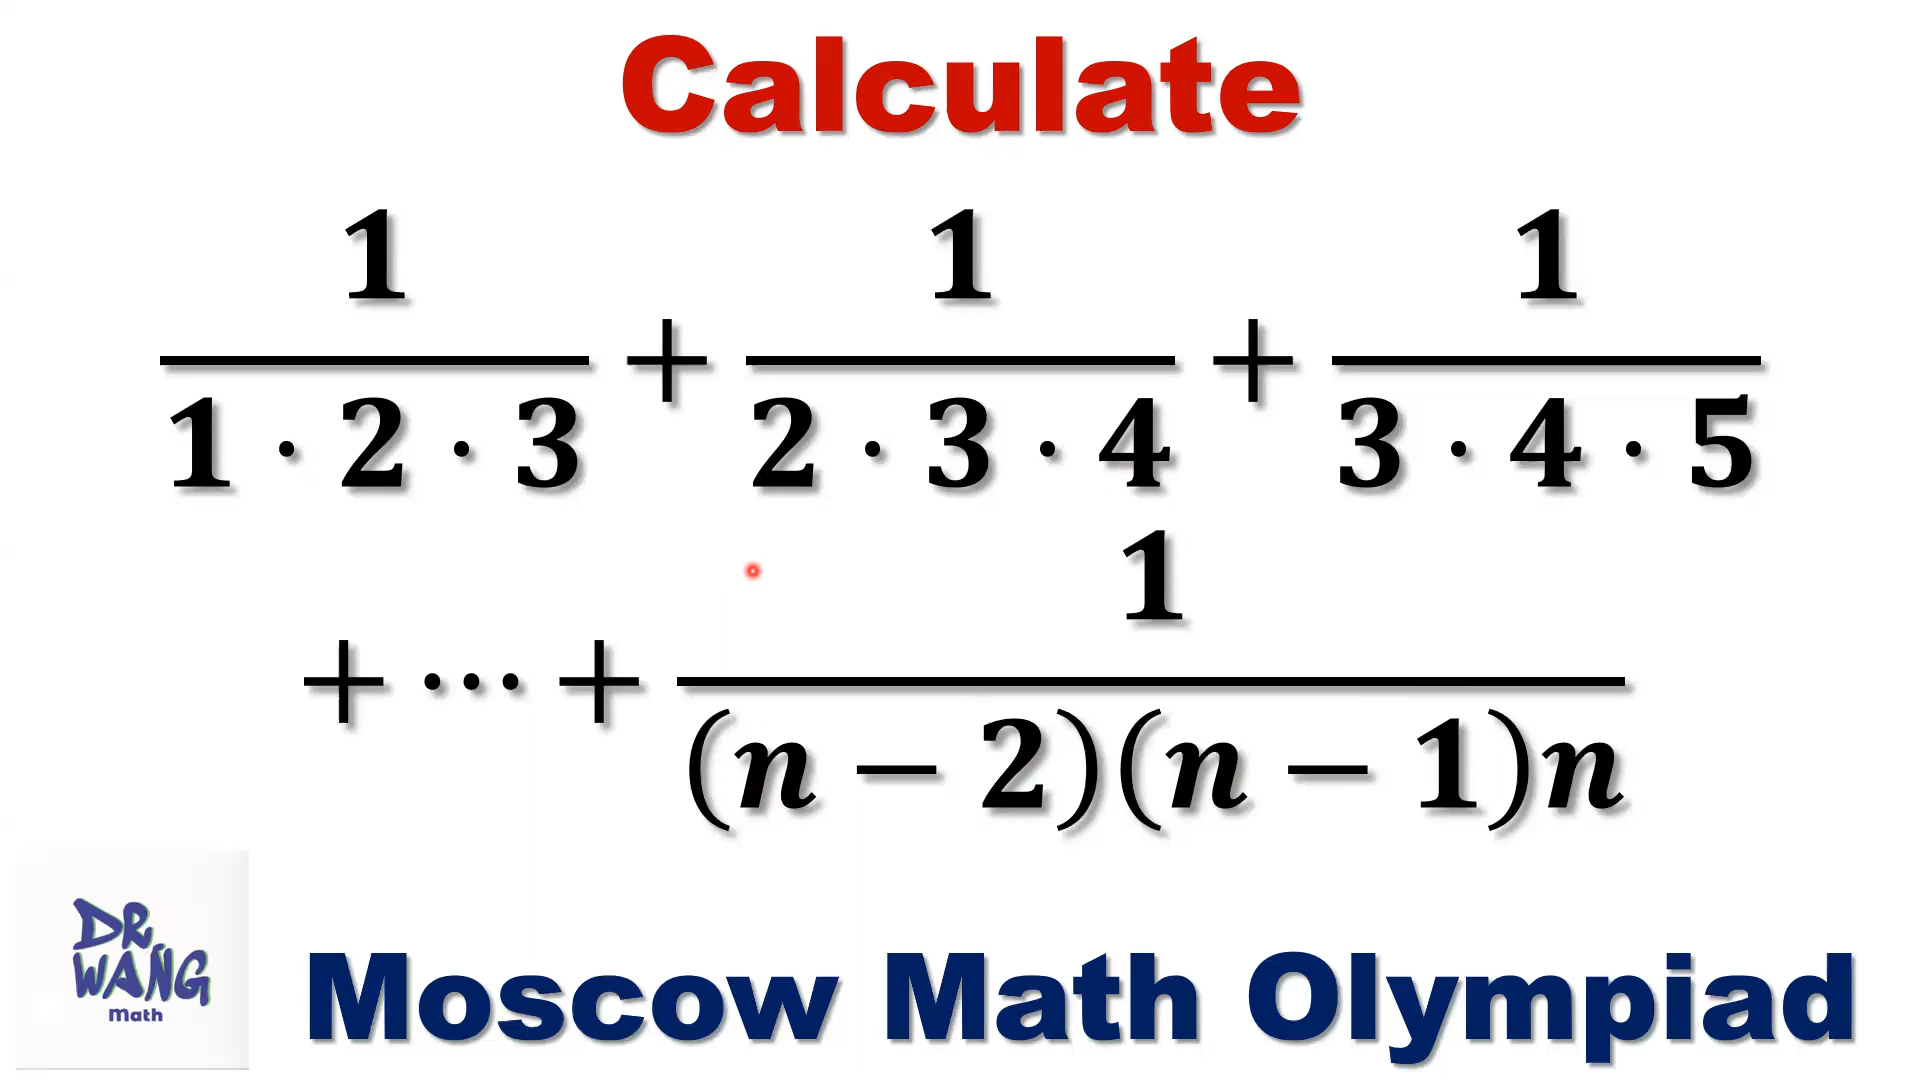 Calculate
1/(1 · 2 · 3) + 1/(2 · 3 · 4) + 1/(3 · 4 · 5)
+ ··· + 1/((n − 2)(n − 1)n)
DR
WANG
Math
Moscow Math Olympiad